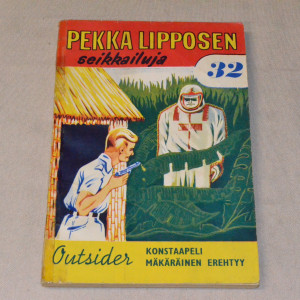 PEKKA LIPPOSEN
seikkailuja
32
Outsider
KONSTAAPELI
MÄKÄRÄINEN EREHTYY